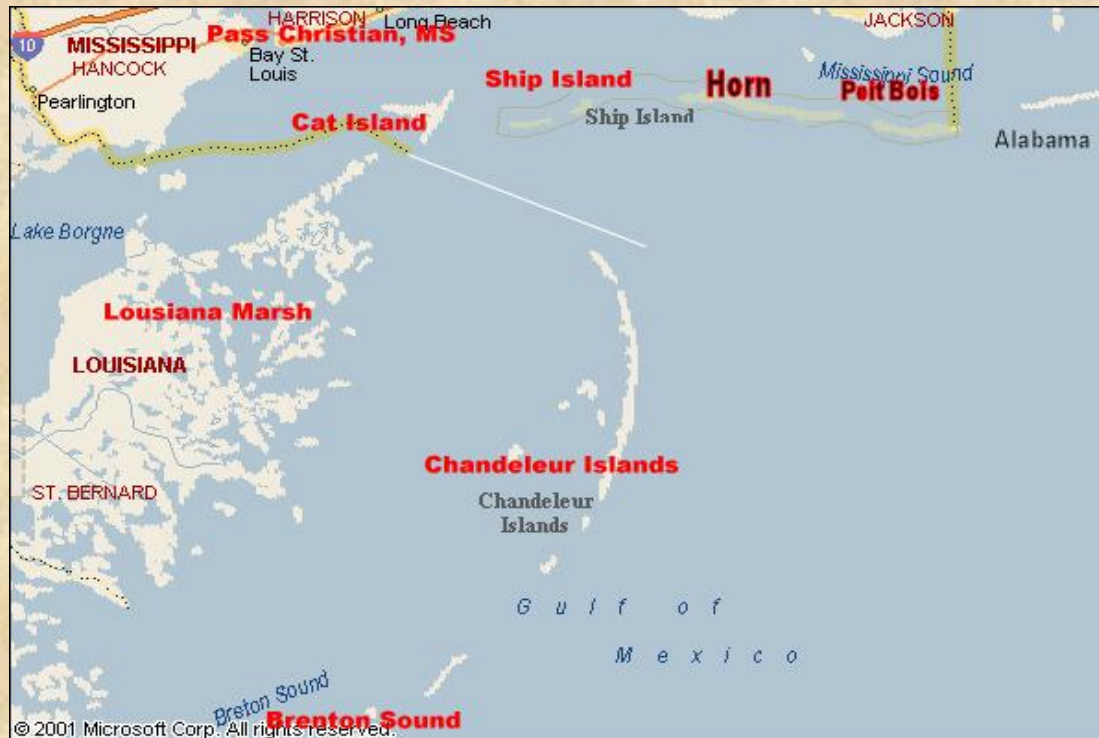 HARRISON
Long Beach
JACKSON
Pass Christian, MS
10
MISSISSIPPI
HANCOCK
Bay St.
Louis
Pearlington
Ship Island
Horn
Mississippi Sound
Pelt Bois
Ship Island
Cat Island
Alabama
Lake Borgne
Lousiana Marsh
LOUISIANA
Chandeleur Islands
ST. BERNARD
Chandeleur
Islands
Gulf of
Mexico
Breton Sound
Brenton Sound
© 2001 Microsoft Corp. All rights reserved.